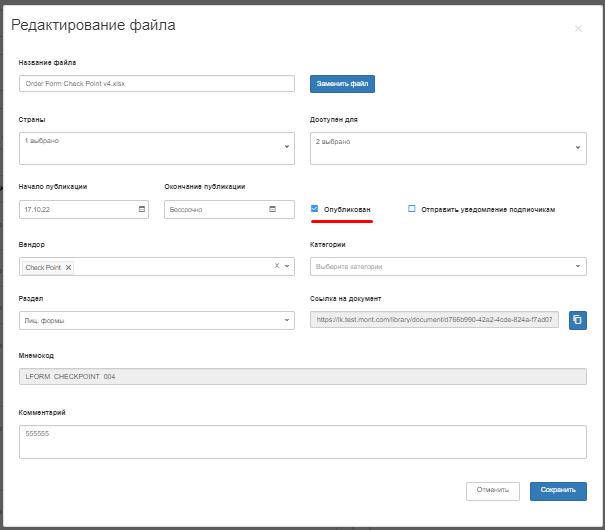 Редактирование файла
Название файла
Order Form Check Point v4.xlsx
Заменить файл
Страны
Доступен для
1 выбрано
2 выбрано
Начало публикации
Окончание публикации
17.10.22
Бессрочно
Опубликован
Отправить уведомление подписчикам
Вендор
Категории
Check Point
Выберите категории
Раздел
Ссылка на документ
Лиц. формы
https://lk.test.mont.com/library/document/d766b990-42a2-4cde-824a-f7ad07
Мнемокод
LFORM_CHECKPOINT_004
Комментарий
555555
Отменить
Сохранить